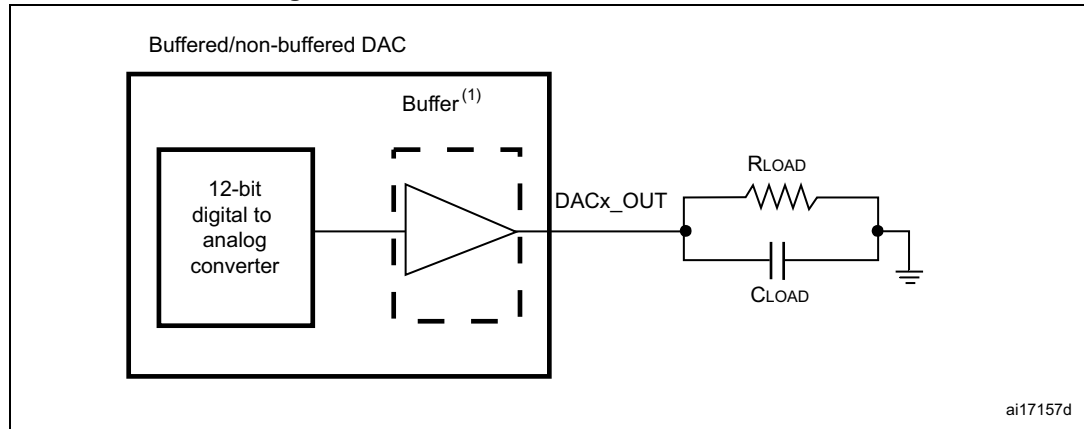 Buffered/non-buffered DAC
Buffer(1)
12-bit
digital to
analog
converter
DACx_OUT
RLOAD
CLOAD
ai17157d